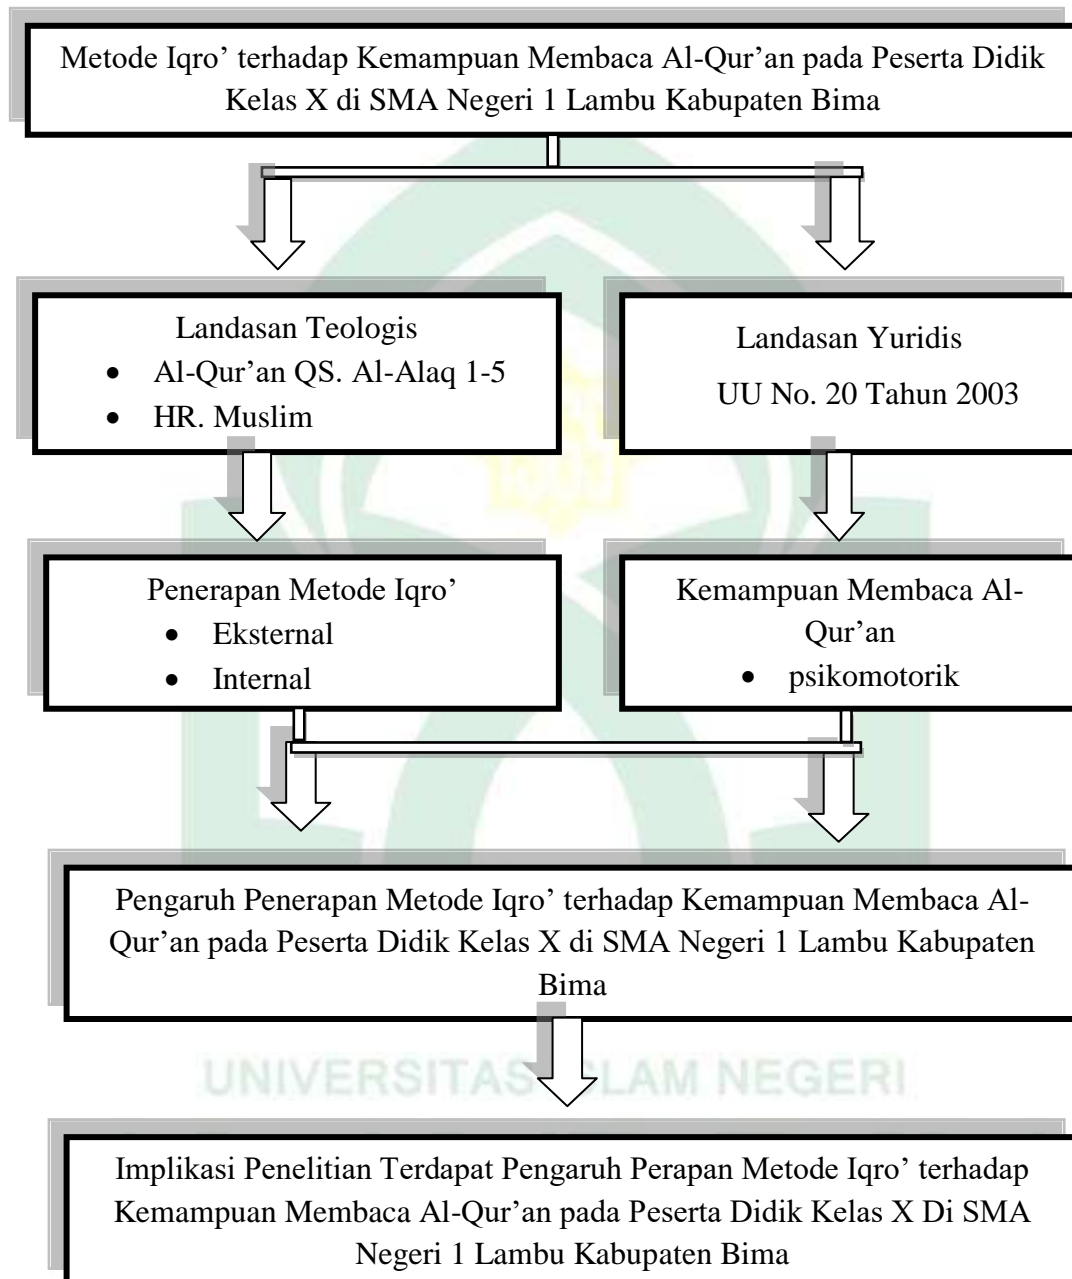 Metode Iqro’ terhadap Kemampuan Membaca Al-Qur’an pada Peserta Didik
Kelas X di SMA Negeri 1 Lambu Kabupaten Bima
Landasan Teologis
• Al-Qur’an QS. Al-Alaq 1-5
• HR. Muslim
Landasan Yuridis
UU No. 20 Tahun 2003
Penerapan Metode Iqro’
• Eksternal
• Internal
Kemampuan Membaca Al-
Qur’an
• psikomotorik
Pengaruh Penerapan Metode Iqro’ terhadap Kemampuan Membaca Al-
Qur’an pada Peserta Didik Kelas X di SMA Negeri 1 Lambu Kabupaten
Bima
UNIVERSITAS ISLAM NEGERI
Implikasi Penelitian Terdapat Pengaruh Perapan Metode Iqro’ terhadap
Kemampuan Membaca Al-Qur’an pada Peserta Didik Kelas X Di SMA
Negeri 1 Lambu Kabupaten Bima